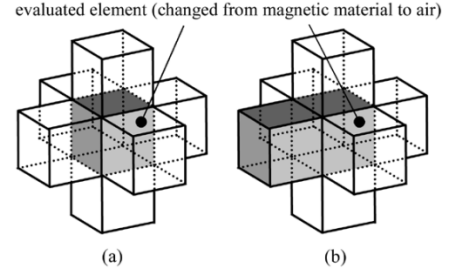 evaluated element (changed from magnetic material to air)
(a)
(b)